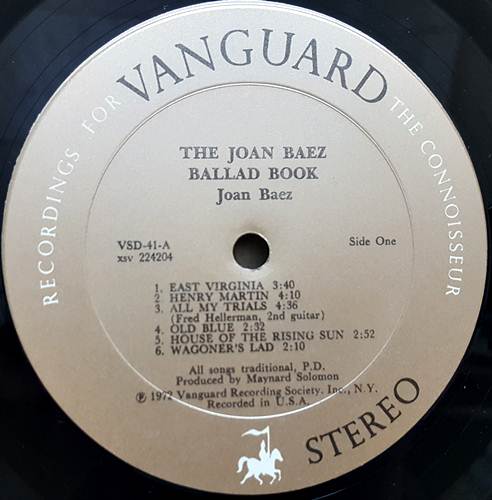 RECORDINGS FOR VANGUARD THE CONNOISSEUR
THE JOAN BAEZ
BALLAD BOOK
Joan Baez
VSD-41-A Side One
xsv 224204
1. EAST VIRGINIA 3:40
2. HENRY MARTIN 4:10
3. ALL MY TRIALS 4:36
(Fred Hellerman, 2nd guitar)
4. OLD BLUE 2:32
5. HOUSE OF THE RISING SUN 2:52
6. WAGONER'S LAD 2:10
All songs traditional, P.D.
Produced by Maynard Solomon
℗ 1972 Vanguard Recording Society, Inc., N.Y.
Recorded in U.S.A.
STEREO